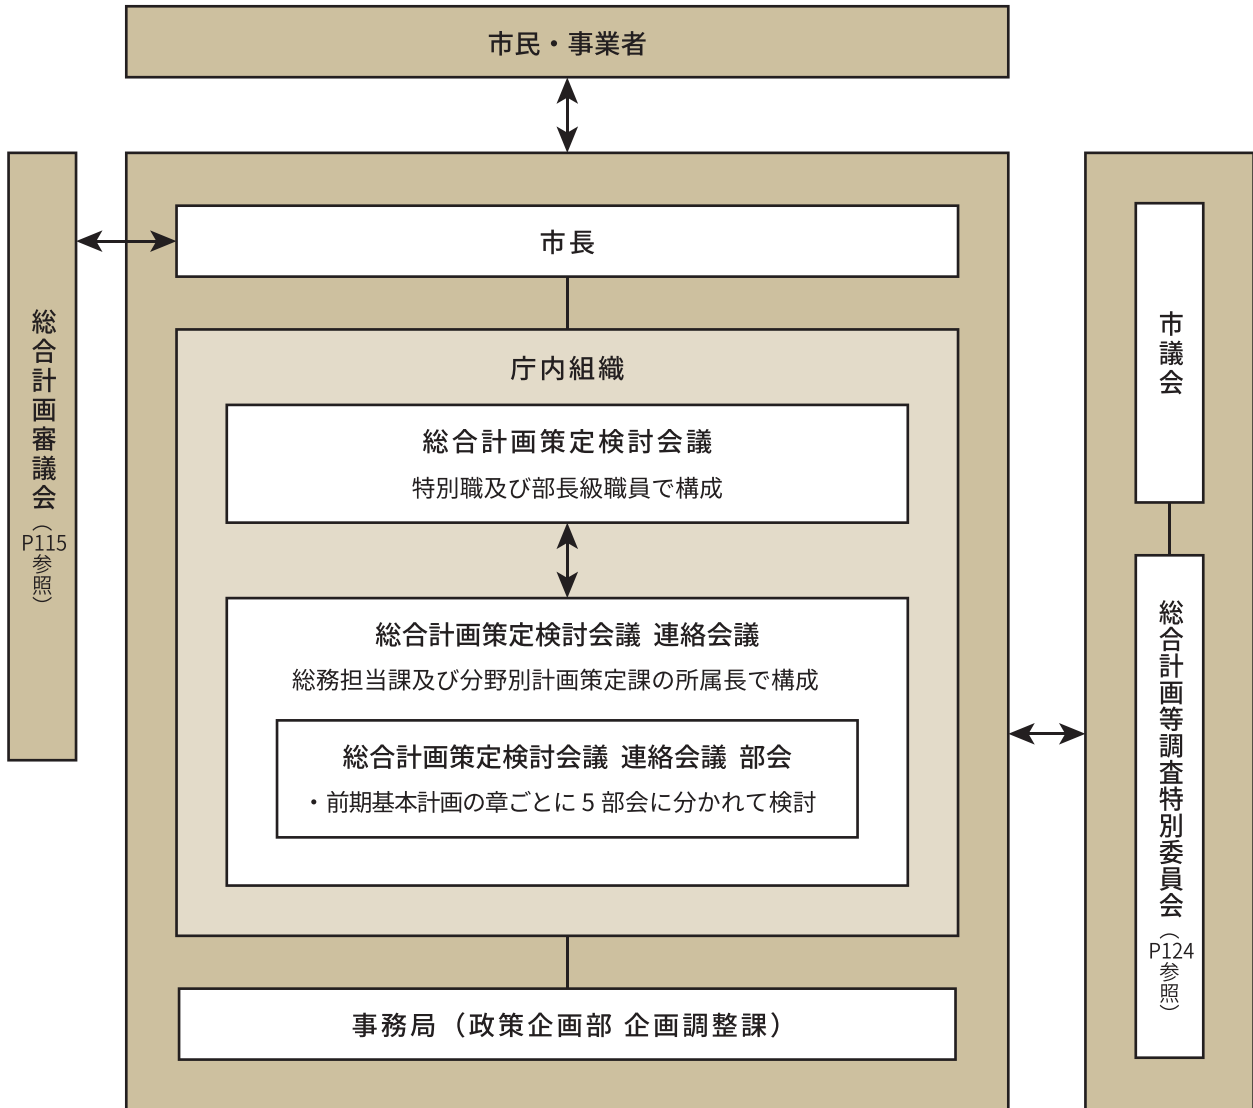 市民・事業者
総合計画審議会（P115参照）
市長
庁内組織
総合計画策定検討会議
特別職及び部長級職員で構成
総合計画策定検討会議 連絡会議
総務担当課及び分野別計画策定課の所属長で構成
総合計画策定検討会議 連絡会議 部会
・前期基本計画の章ごとに 5 部会に分かれて検討
事務局（政策企画部 企画調整課）
市議会
総合計画等調査特別委員会（P124参照）